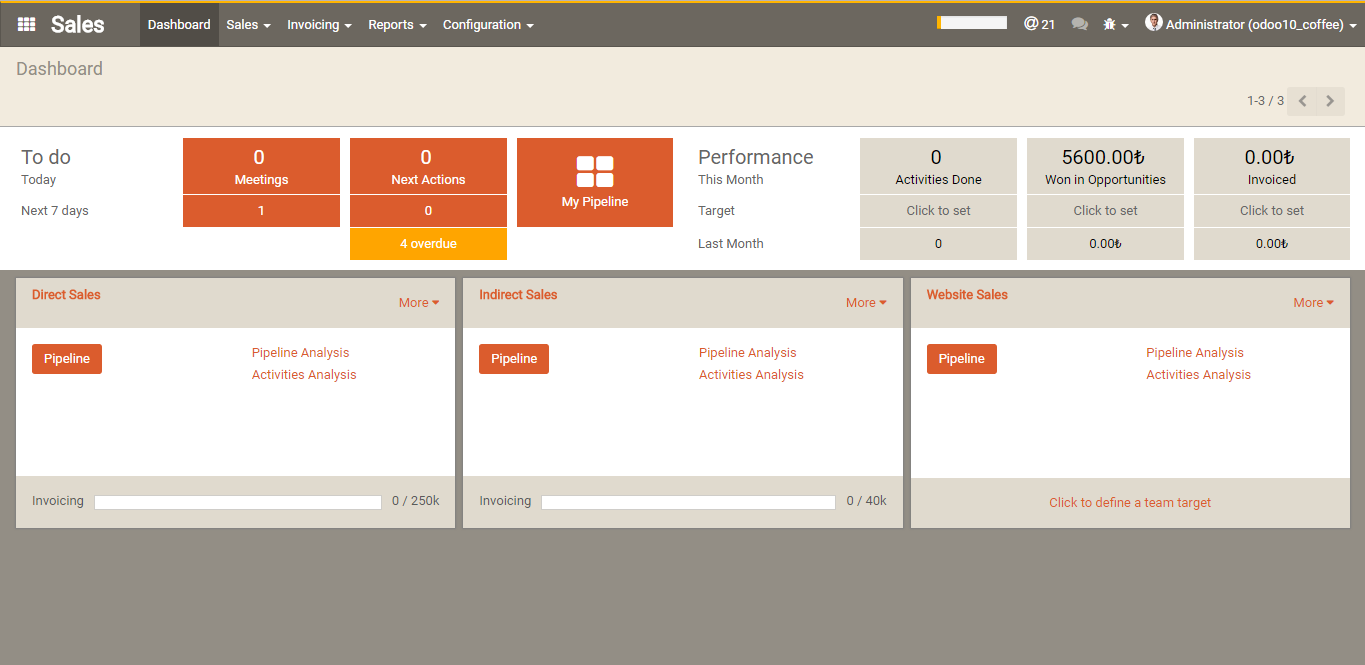 Sales
Dashboard
Sales
Invoicing
Reports
Configuration
@ 21
Administrator (odoo10_coffee)
Dashboard
1-3 / 3
To do
Today
Next 7 days
0
Meetings
1
0
Next Actions
0
4 overdue
My Pipeline
Performance
This Month
Target
Last Month
0
Activities Done
Click to set
0
5600.00₺
Won in Opportunities
Click to set
0.00₺
0.00₺
Invoiced
Click to set
0.00₺
Direct Sales
More
Pipeline
Pipeline Analysis
Activities Analysis
Invoicing
0 / 250k
Indirect Sales
More
Pipeline
Pipeline Analysis
Activities Analysis
Invoicing
0 / 40k
Website Sales
More
Pipeline
Pipeline Analysis
Activities Analysis
Click to define a team target